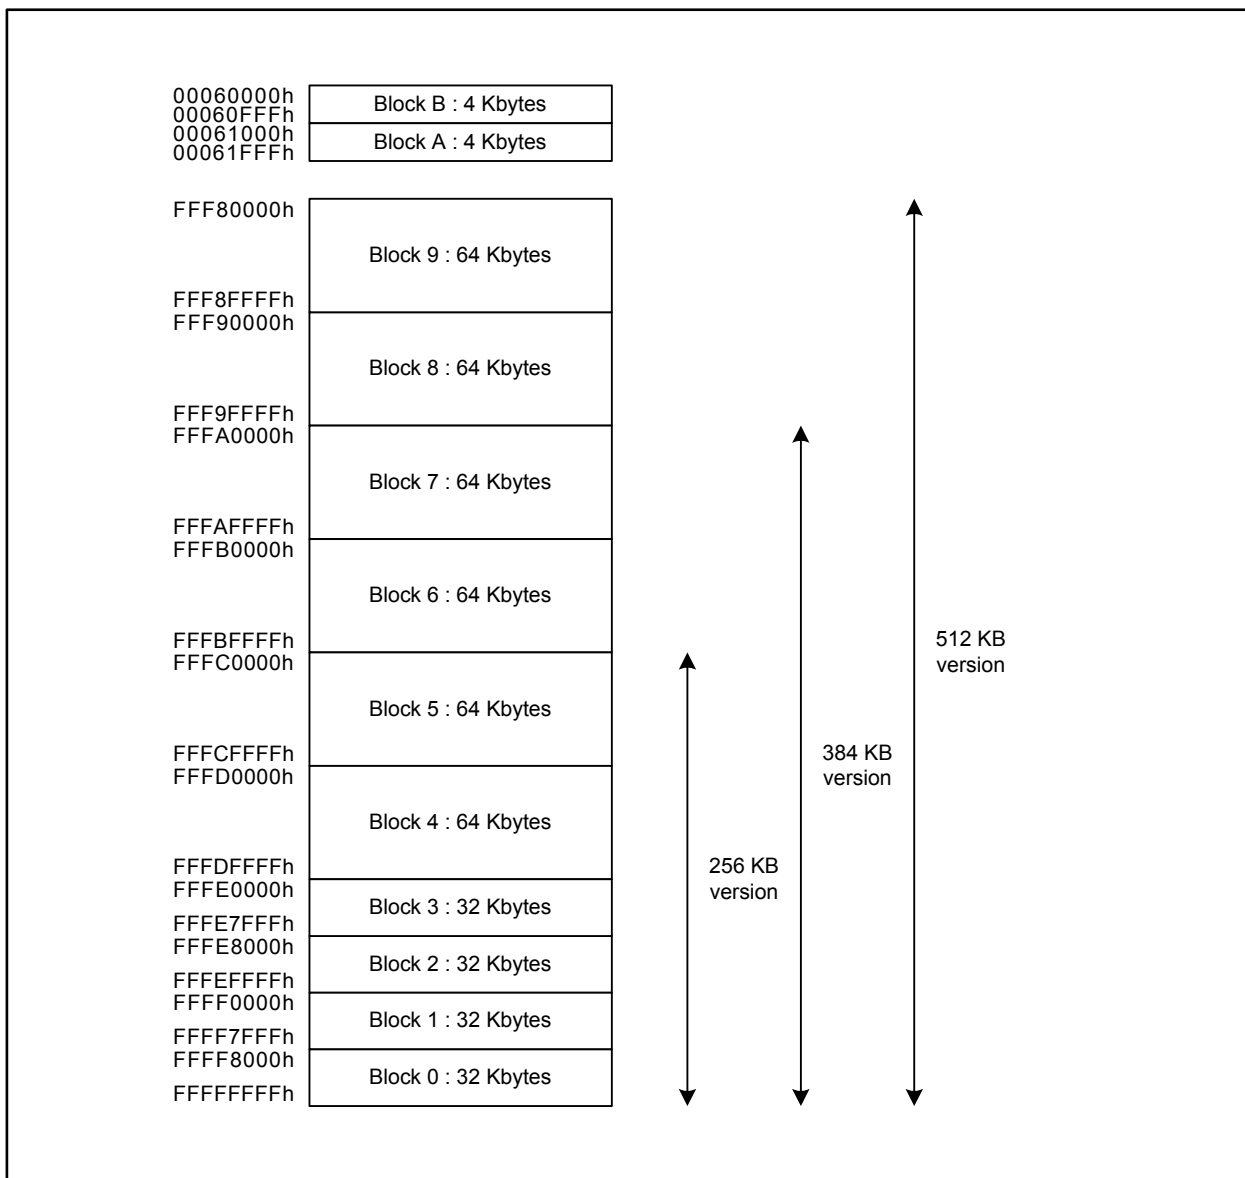 00060000h
Block B : 4 Kbytes
00060FFFh
00061000h
Block A : 4 Kbytes
00061FFFh
FFF80000h
Block 9 : 64 Kbytes
FFF8FFFFh
FFF90000h
Block 8 : 64 Kbytes
FFF9FFFFh
FFFA0000h
Block 7 : 64 Kbytes
FFFAFFFFh
FFFB0000h
Block 6 : 64 Kbytes
FFFBFFFFh
FFFC0000h
Block 5 : 64 Kbytes
FFFCFFFFh
FFFD0000h
Block 4 : 64 Kbytes
FFFDFFFFh
FFFE0000h
Block 3 : 32 Kbytes
FFFE7FFFh
FFFE8000h
Block 2 : 32 Kbytes
FFFEFFFFh
FFFF0000h
Block 1 : 32 Kbytes
FFFF7FFFh
FFFF8000h
Block 0 : 32 Kbytes
FFFFFFFFh
256 KB
version
384 KB
version
512 KB
version